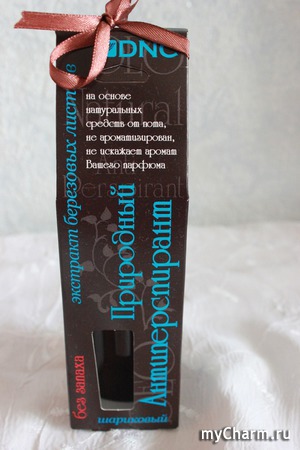 DNC
на основе
натуральных
средств от пота,
не ароматизирован,
не искажает аромат
Вашего парфюма
экстракт березовых листьев
Природный
Антиперспирант
без запаха
шариковый
Natural
myCharm.ru